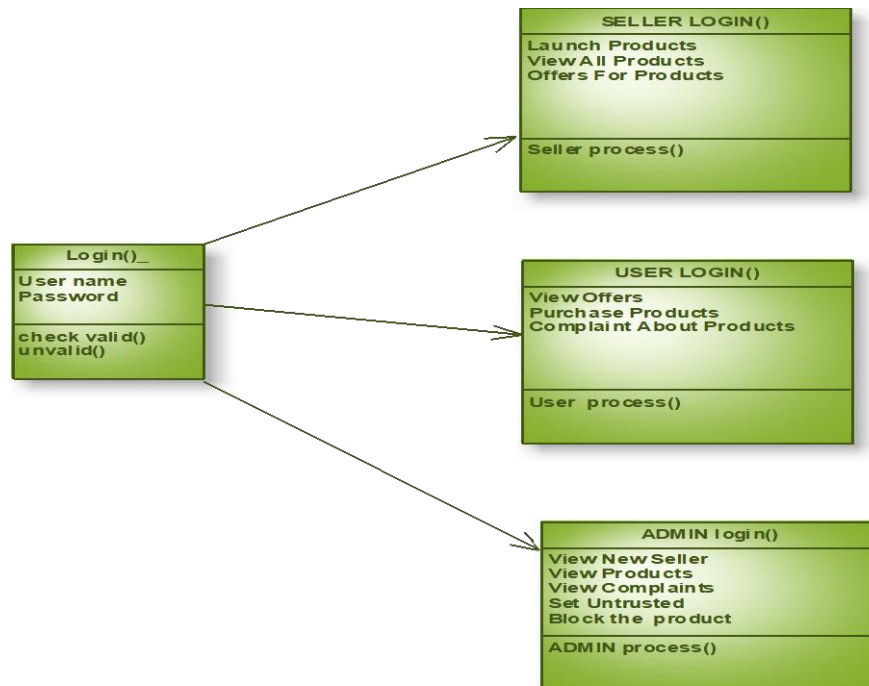 SELLER LOGIN()
Launch Products
View All Products
Offers For Products
Seller process()
Login()_
User name
Password
check valid()
unvalid()
USER LOGIN()
View Offers
Purchase Products
Complaint About Products
User process()
ADMIN login()
View New Seller
View Products
View Complaints
Set Untrusted
Block the product
ADMIN process()